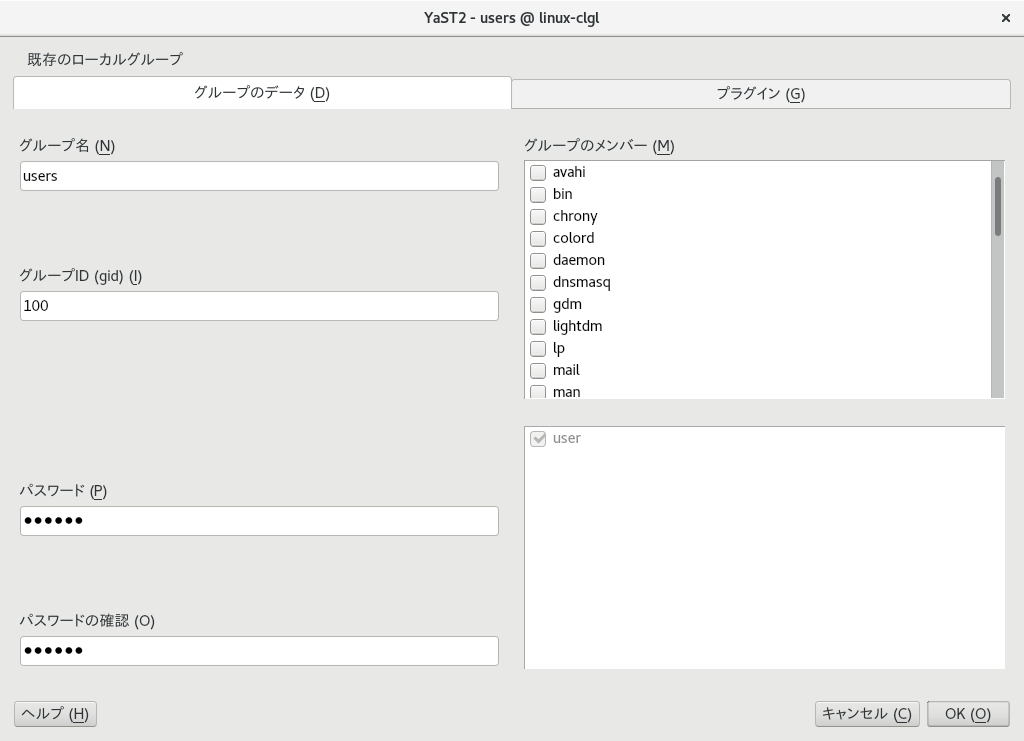 YaST2 - users @ linux-clgl
既存のローカルグループ
グループのデータ (D)
プラグイン (G)
グループ名 (N)
users
グループID (gid) (I)
100
パスワード (P)
●●●●●●
パスワードの確認 (O)
●●●●●●
グループのメンバー (M)
avahi
bin
chrony
colord
daemon
dnsmasq
gdm
lightdm
lp
mail
man
user
ヘルプ (H)
キャンセル (C)
OK (O)